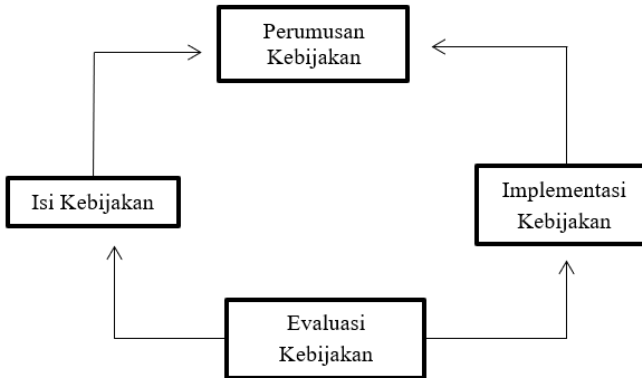 Perumusan
Kebijakan
Isi Kebijakan
Implementasi
Kebijakan
Evaluasi
Kebijakan